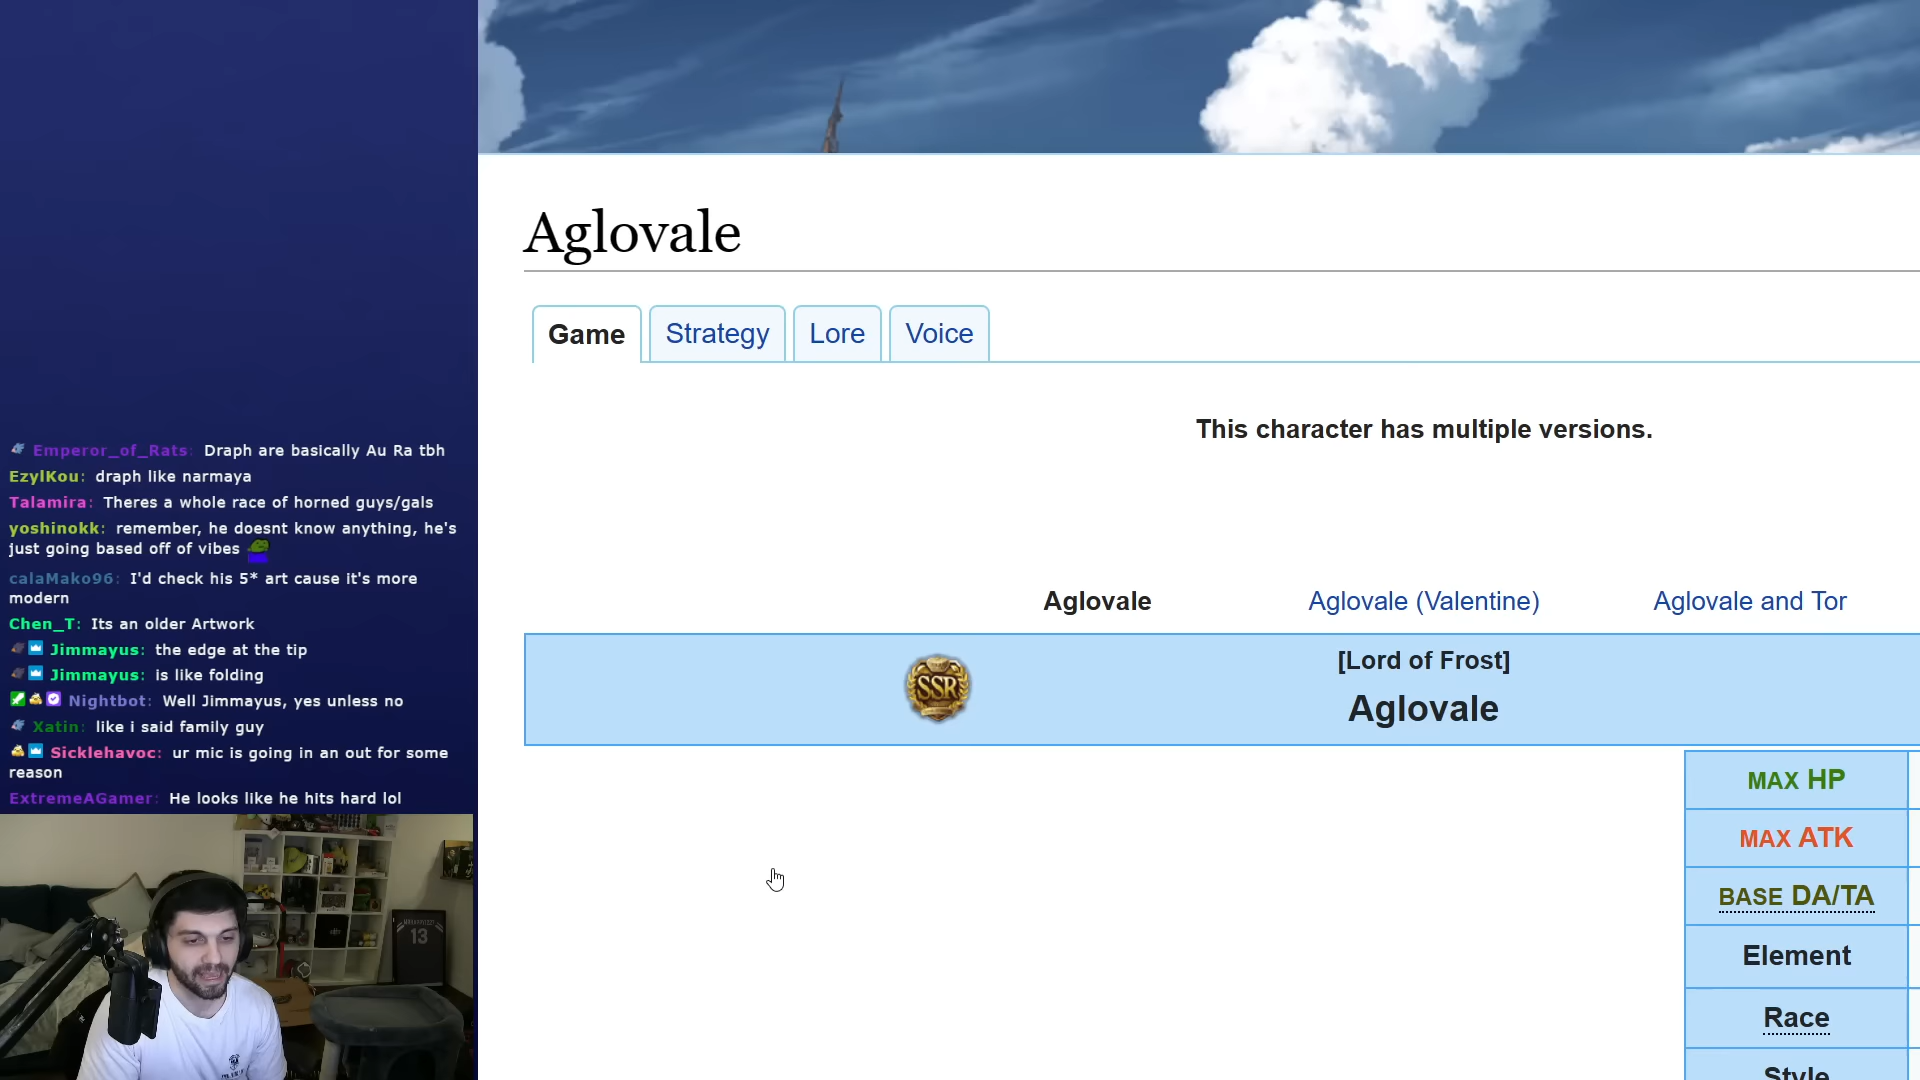 Aglovale
Game
Strategy
Lore
Voice
This character has multiple versions.
Aglovale
Aglovale (Valentine)
Aglovale and Tor
SSR
[Lord of Frost]
Aglovale
MAX HP
MAX ATK
BASE DA/TA
Element
Race
Style
Emperor_of_Rats: Draph are basically Au Ra tbh
EzylKou: draph like narmaya
Talamira: Theres a whole race of horned guys/gals
yoshinokk: remember, he doesnt know anything, he's
just going based off of vibes
calaMako96: I'd check his 5* art cause it's more
modern
Chen_T: Its an older Artwork
Jimmayus: the edge at the tip
Jimmayus: is like folding
Nightbot: Well Jimmayus, yes unless no
Xatin: like i said family guy
Sicklehavoc: ur mic is going in an out for some
reason
ExtremeAGamer: He looks like he hits hard lol
13